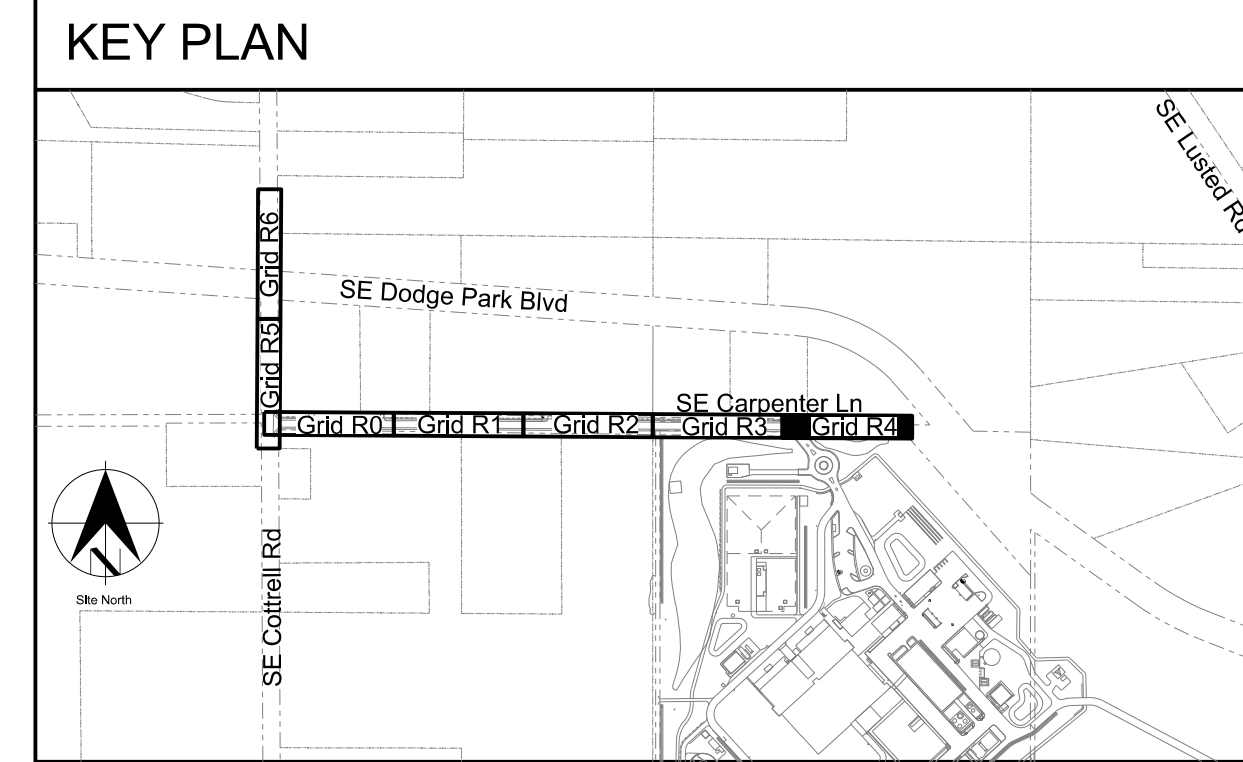 KEY PLAN
SE Lusted Rd
Grid R6
SE Dodge Park Blvd
Grid R5
SE Carpenter Ln
Grid R0
Grid R1
Grid R2
Grid R3
Grid R4
N
Site North
SE Cottrell Rd